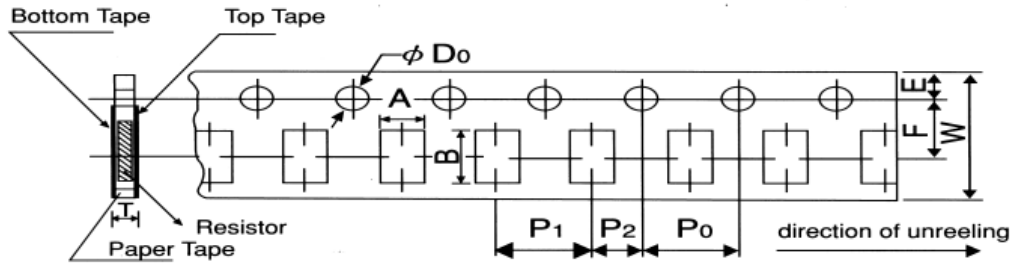 Bottom Tape
Top Tape
φ D0
A
B
E
F
W
T
Resistor
Paper Tape
P1
P2
P0
direction of unreeling